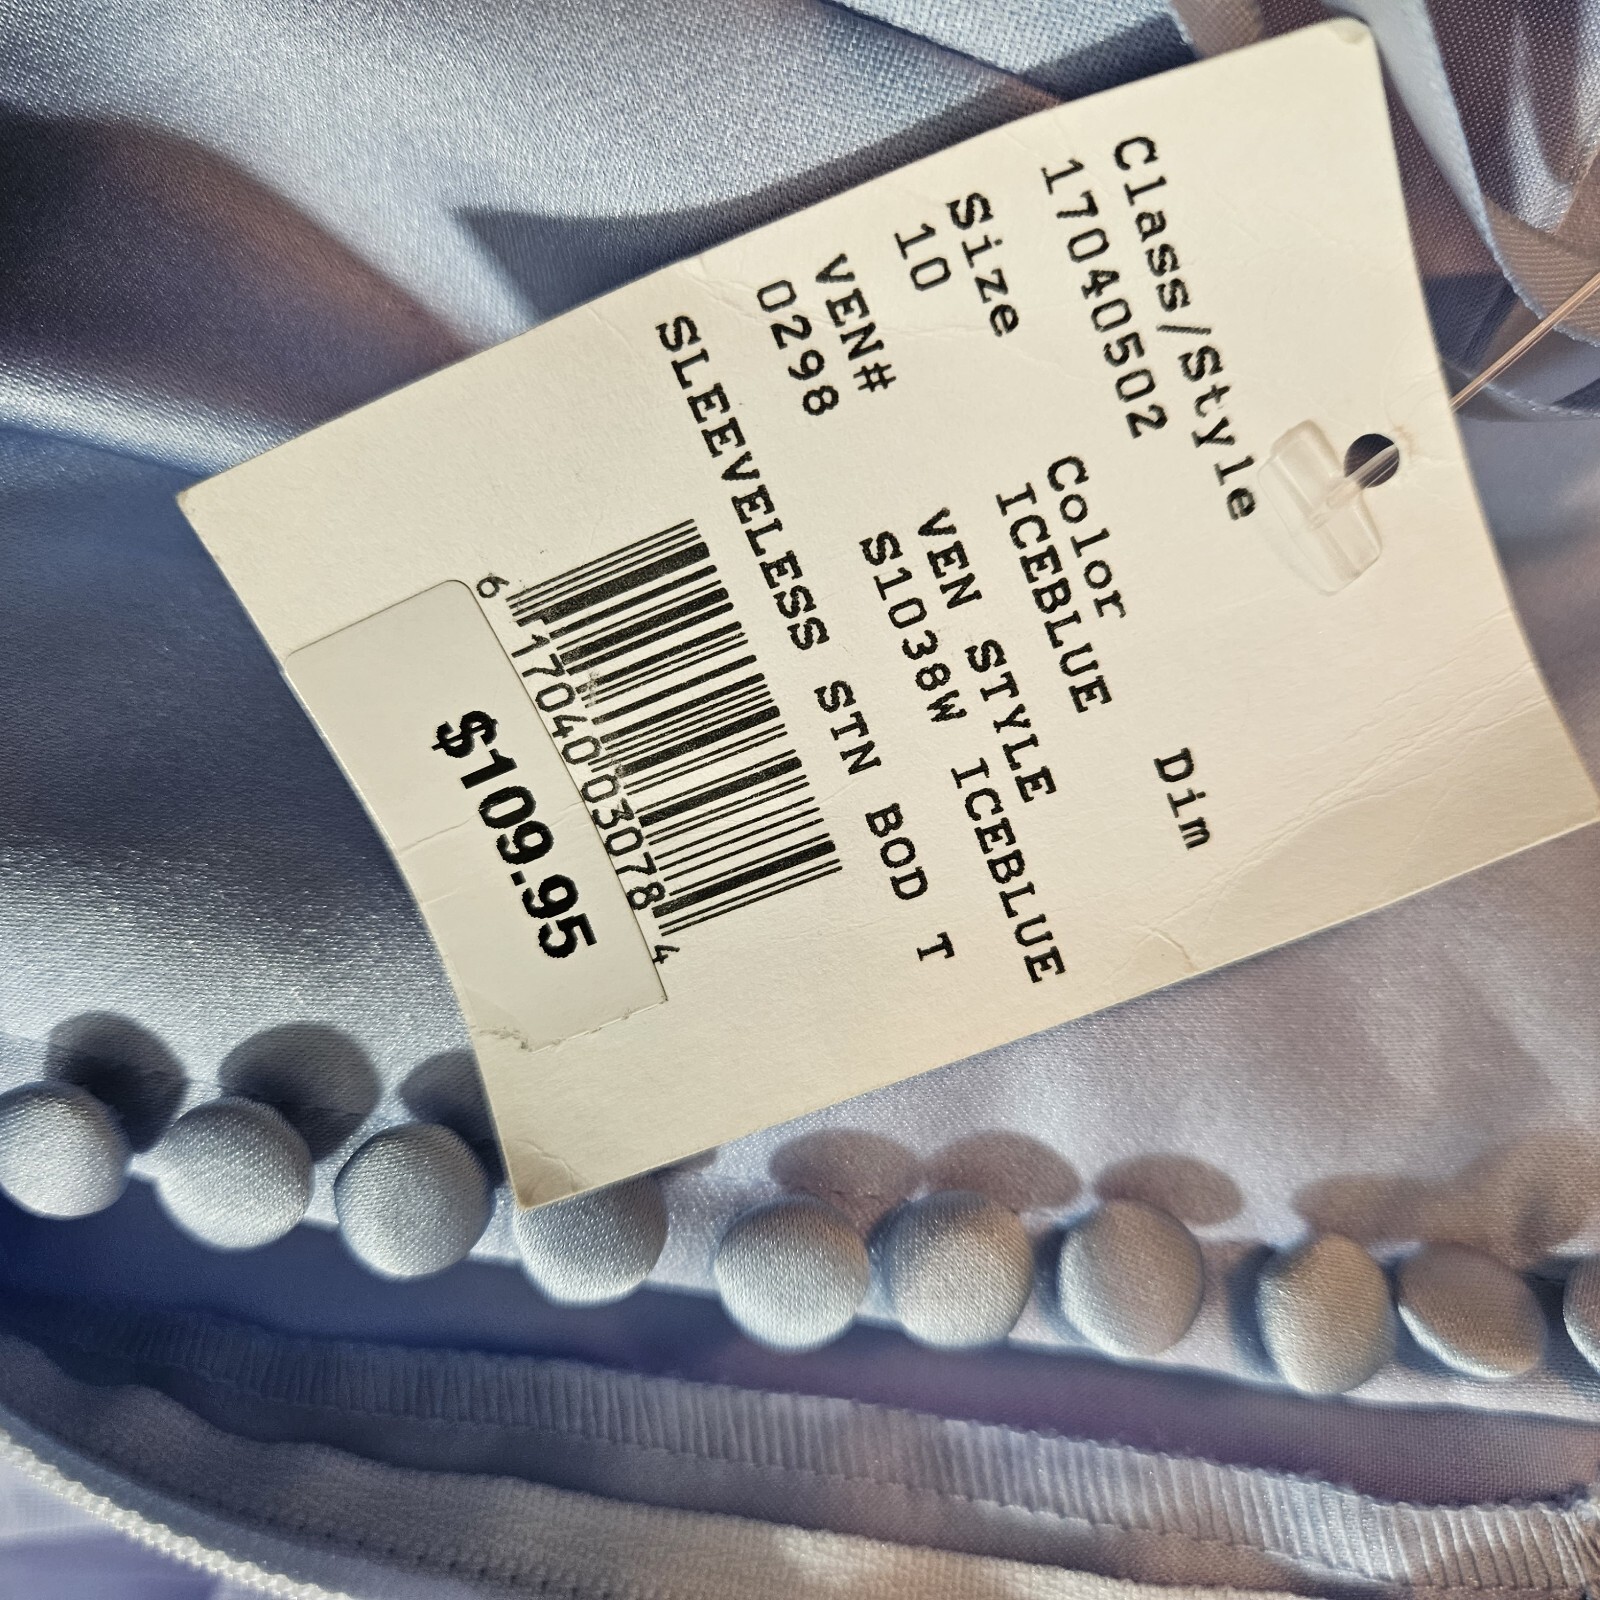 Class/Style
17040502
Color Dim
ICEBLUE
Size
10
VEN STYLE
S1038W ICEBLUE
VEN#
0298
SLEEVELESS STN BOD T
6 17040 03078 4
$109.95